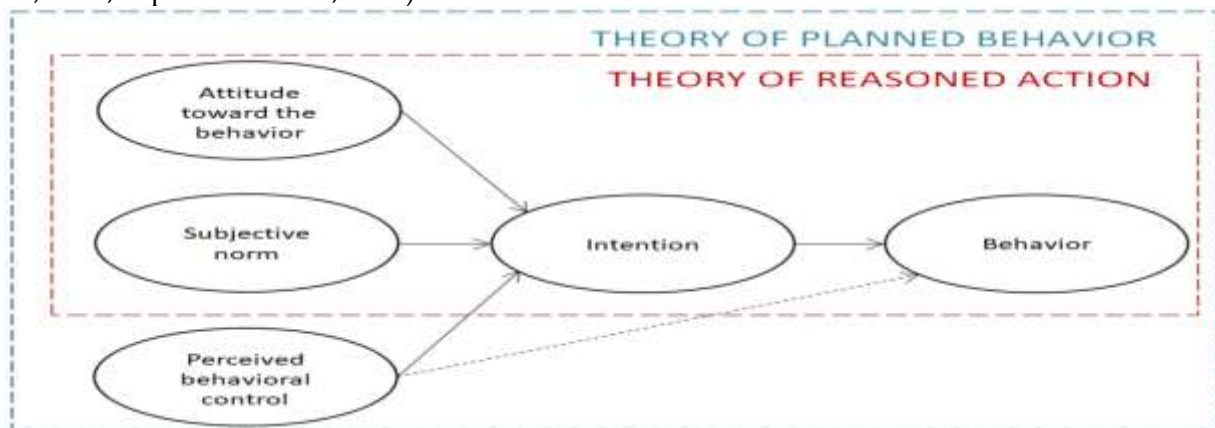 THEORY OF PLANNED BEHAVIOR
THEORY OF REASONED ACTION
Attitude
toward the
behavior
Subjective
norm
Intention
Behavior
Perceived
behavioral
control